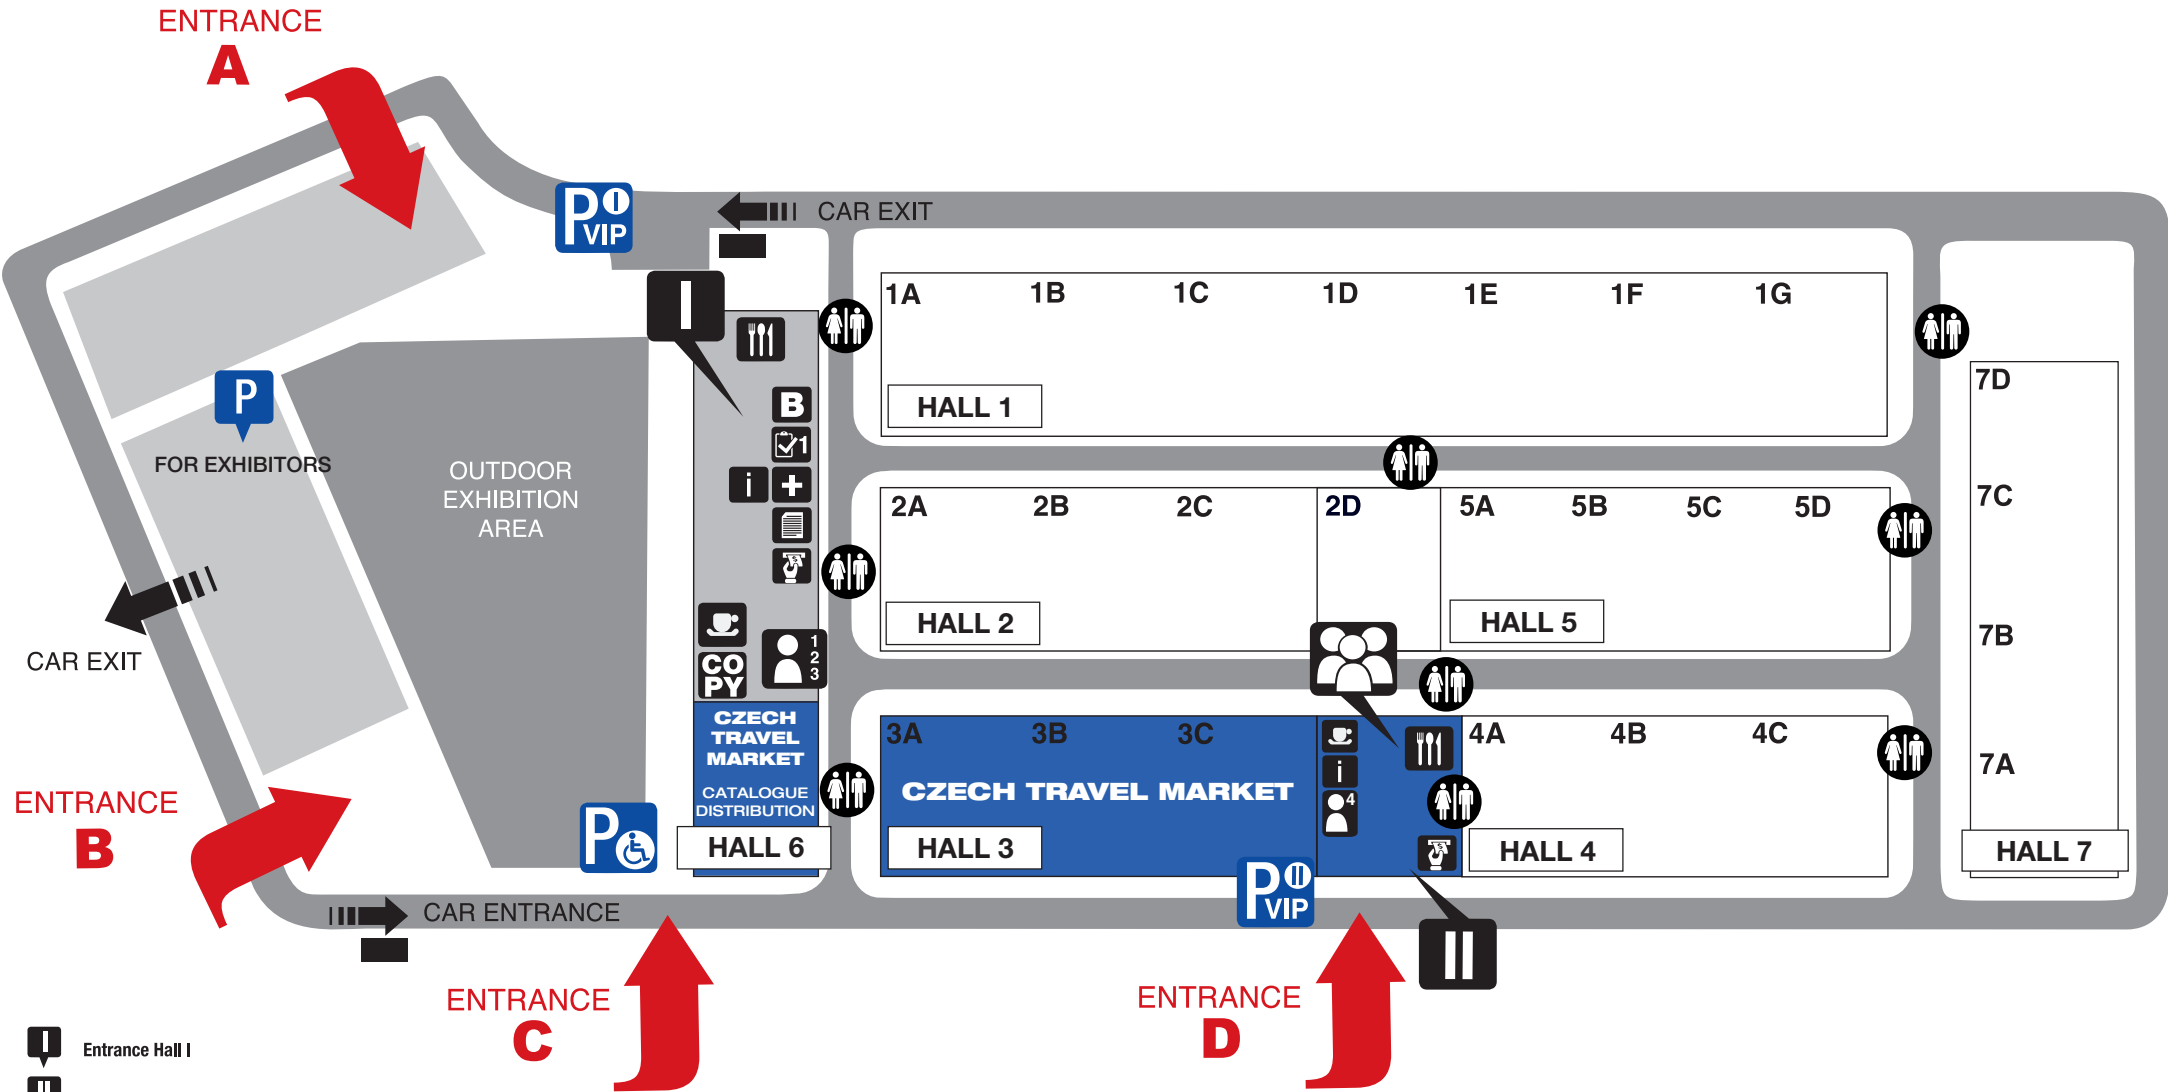 ENTRANCE
A
P I
VIP
CAR EXIT
I
1A 1B 1C 1D 1E 1F 1G
HALL 1
7D
P
FOR EXHIBITORS
OUTDOOR
EXHIBITION
AREA
B
1
i
2A 2B 2C 2D 5A 5B 5C 5D
7C
HALL 2
HALL 5
CAR EXIT
CO
PY
1
2
3
7B
CZECH
TRAVEL
MARKET
CATALOGUE
DISTRIBUTION
HALL 6
3A 3B 3C
CZECH TRAVEL MARKET
HALL 3
i
4
4A 4B 4C
HALL 4
7A
HALL 7
ENTRANCE
B
P
P II
VIP
CAR ENTRANCE
II
ENTRANCE
C
ENTRANCE
D
I Entrance Hall I
II